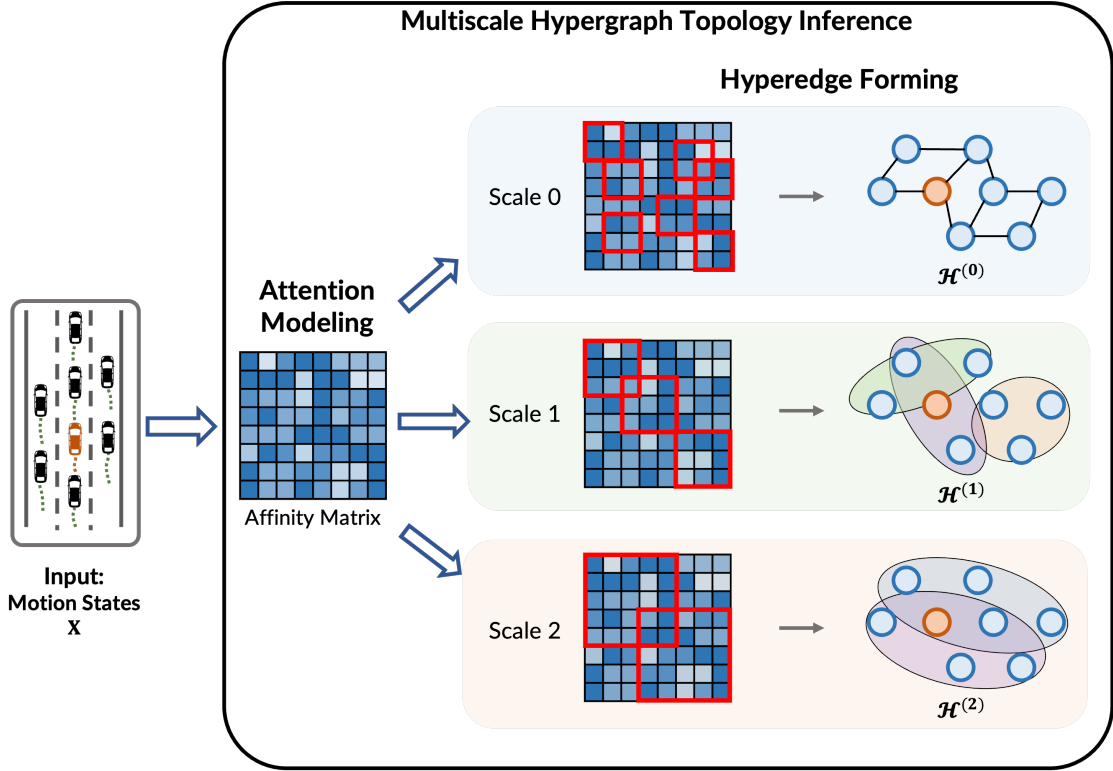 Multiscale Hypergraph Topology Inference
Hyperedge Forming
Scale 0
𝓗⁽⁰⁾
Attention
Modeling
Affinity Matrix
Scale 1
𝓗⁽¹⁾
Input:
Motion States
X
Scale 2
𝓗⁽²⁾